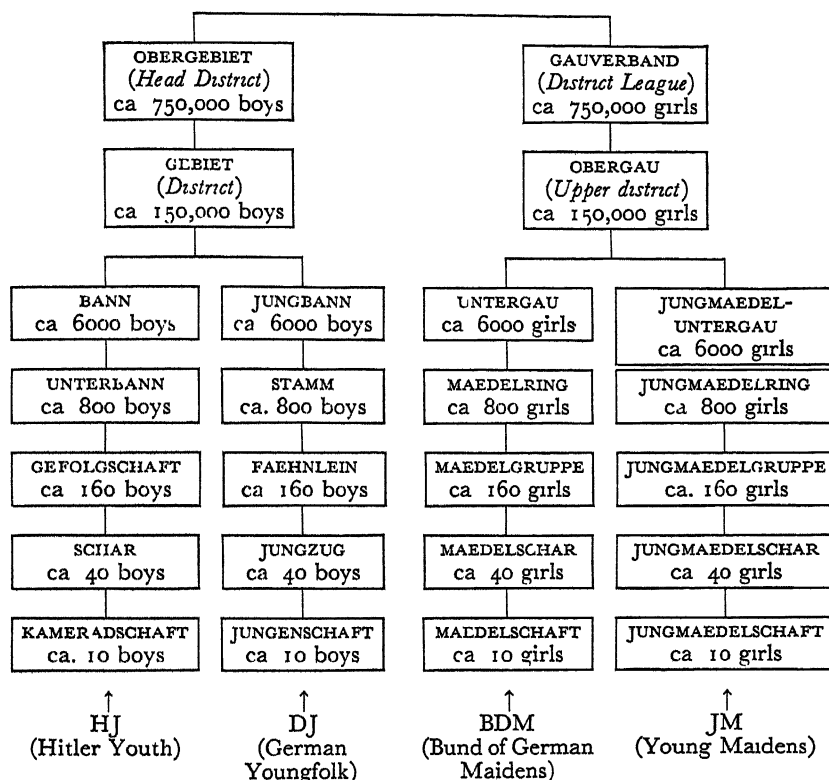 OBERGEBIET
(Head District)
ca 750,000 boys
GAUVERBAND
(District League)
ca 750,000 girls
GEBIET
(District)
ca 150,000 boys
OBERGAU
(Upper district)
ca 150,000 girls
BANN
ca 6000 boys
JUNGBANN
ca 6000 boys
UNTERGAU
ca 6000 girls
JUNGMAEDEL-
UNTERGAU
ca 6000 girls
UNTERBANN
ca 800 boys
STAMM
ca. 800 boys
MAEDELRING
ca 800 girls
JUNGMAEDELRING
ca 800 girls
GEFOLGSCHAFT
ca 160 boys
FAEHNLEIN
ca 160 boys
MAEDELGRUPPE
ca 160 girls
JUNGMAEDELGRUPPE
ca. 160 girls
SCHAR
ca 40 boys
JUNGZUG
ca 40 boys
MAEDELSCHAR
ca 40 girls
JUNGMAEDELSCHAR
ca 40 girls
KAMERADSCHAFT
ca. 10 boys
JUNGENSCHAFT
ca 10 boys
MAEDELSCHAFT
ca 10 girls
JUNGMAEDELSCHAFT
ca 10 girls
HJ
(Hitler Youth)
DJ
(German
Youngfolk)
BDM
(Bund of German
Maidens)
JM
(Young Maidens)